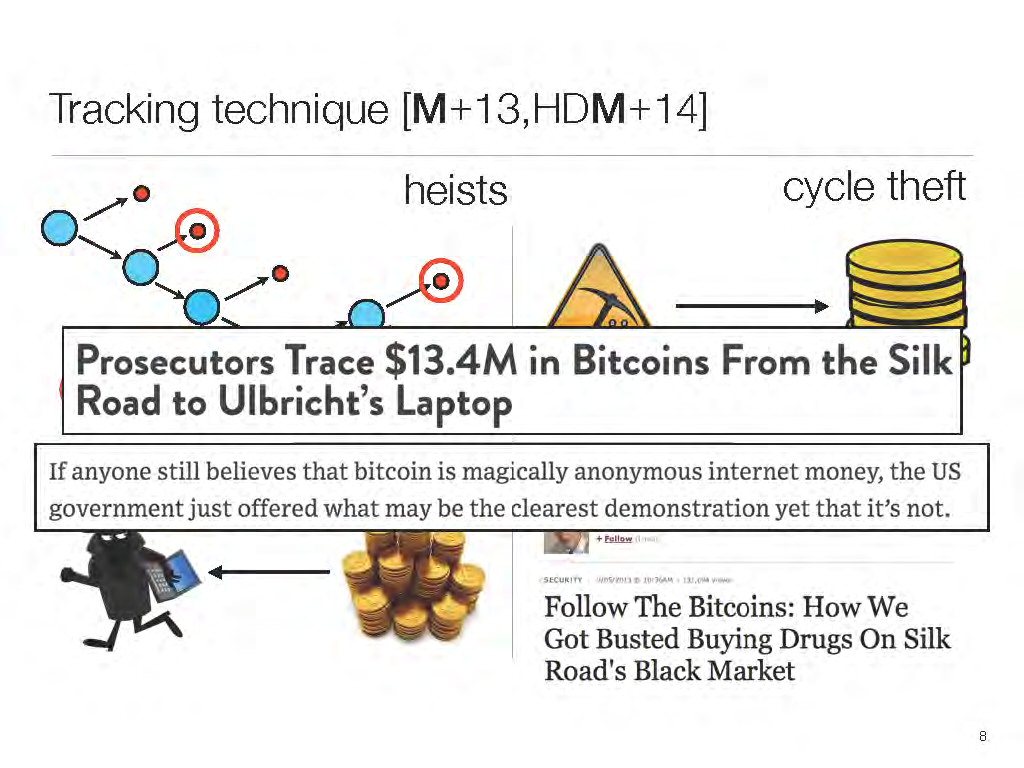 Tracking technique [M+13,HDM+14]
heists
cycle theft
Prosecutors Trace $13.4M in Bitcoins From the Silk
Road to Ulbricht's Laptop
If anyone still believes that bitcoin is magically anonymous internet money, the US
government just offered what may be the clearest demonstration yet that it's not.
+ Follow
SECURITY
Follow The Bitcoins: How We
Got Busted Buying Drugs On Silk
Road's Black Market
8